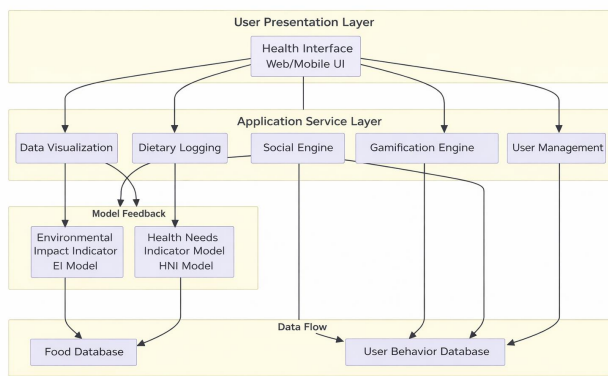 User Presentation Layer
Health Interface
Web/Mobile UI
Application Service Layer
Data Visualization
Dietary Logging
Social Engine
Gamification Engine
User Management
Model Feedback
Environmental
Impact Indicator
EI Model
Health Needs
Indicator Model
HNI Model
Data Flow
Food Database
User Behavior Database